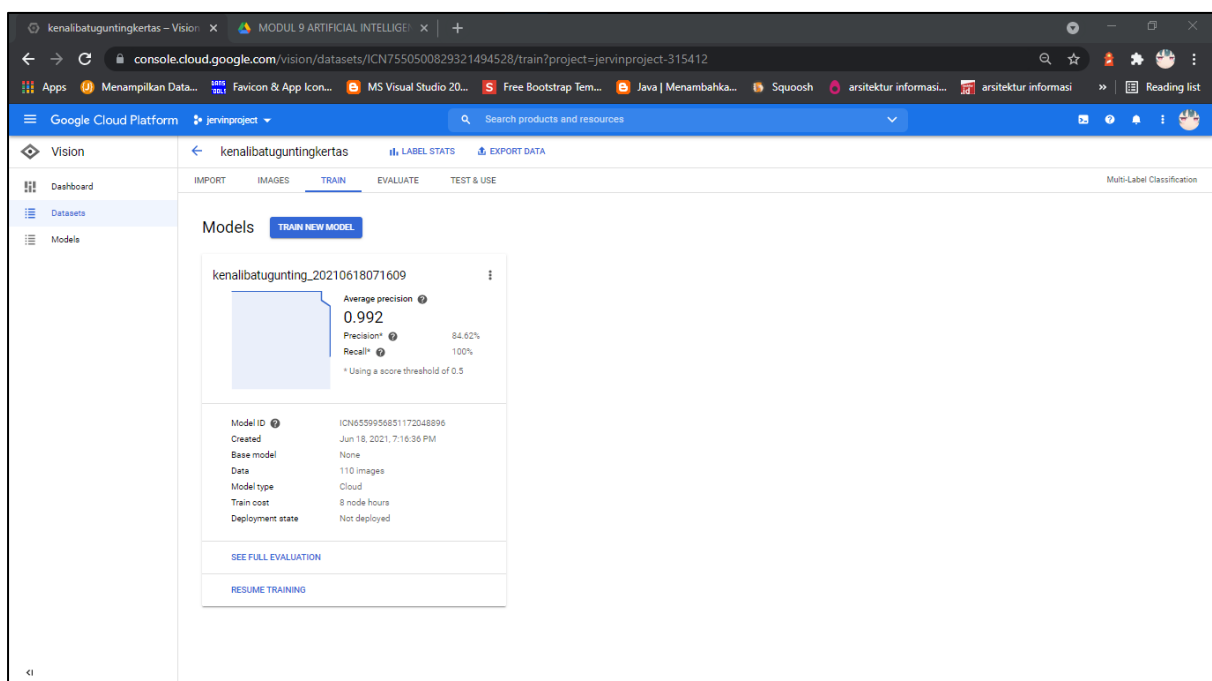 kenalibatuguntingkertas – Vision
MODUL 9 ARTIFICIAL INTELLIGEN
console.cloud.google.com/vision/datasets/ICN7550500829321494528/train?project=jervinproject-315412
Apps Menampilkan Data... Favicon & App Icon... MS Visual Studio 20... Free Bootstrap Tem... Java | Menambahka... Squoosh arsitektur informasi... arsitektur informasi » Reading list
Google Cloud Platform jervinproject Search products and resources
Vision kenalibatuguntingkertas LABEL STATS EXPORT DATA
IMPORT IMAGES TRAIN EVALUATE TEST & USE Multi-Label Classification
Dashboard
Datasets
Models
Models TRAIN NEW MODEL
kenalibatugunting_20210618071609
Average precision
0.992
Precision* 84.62%
Recall* 100%
* Using a score threshold of 0.5
Model ID ICN6559956851172048896
Created Jun 18, 2021, 7:16:36 PM
Base model None
Data 110 images
Model type Cloud
Train cost 8 node hours
Deployment state Not deployed
SEE FULL EVALUATION
RESUME TRAINING